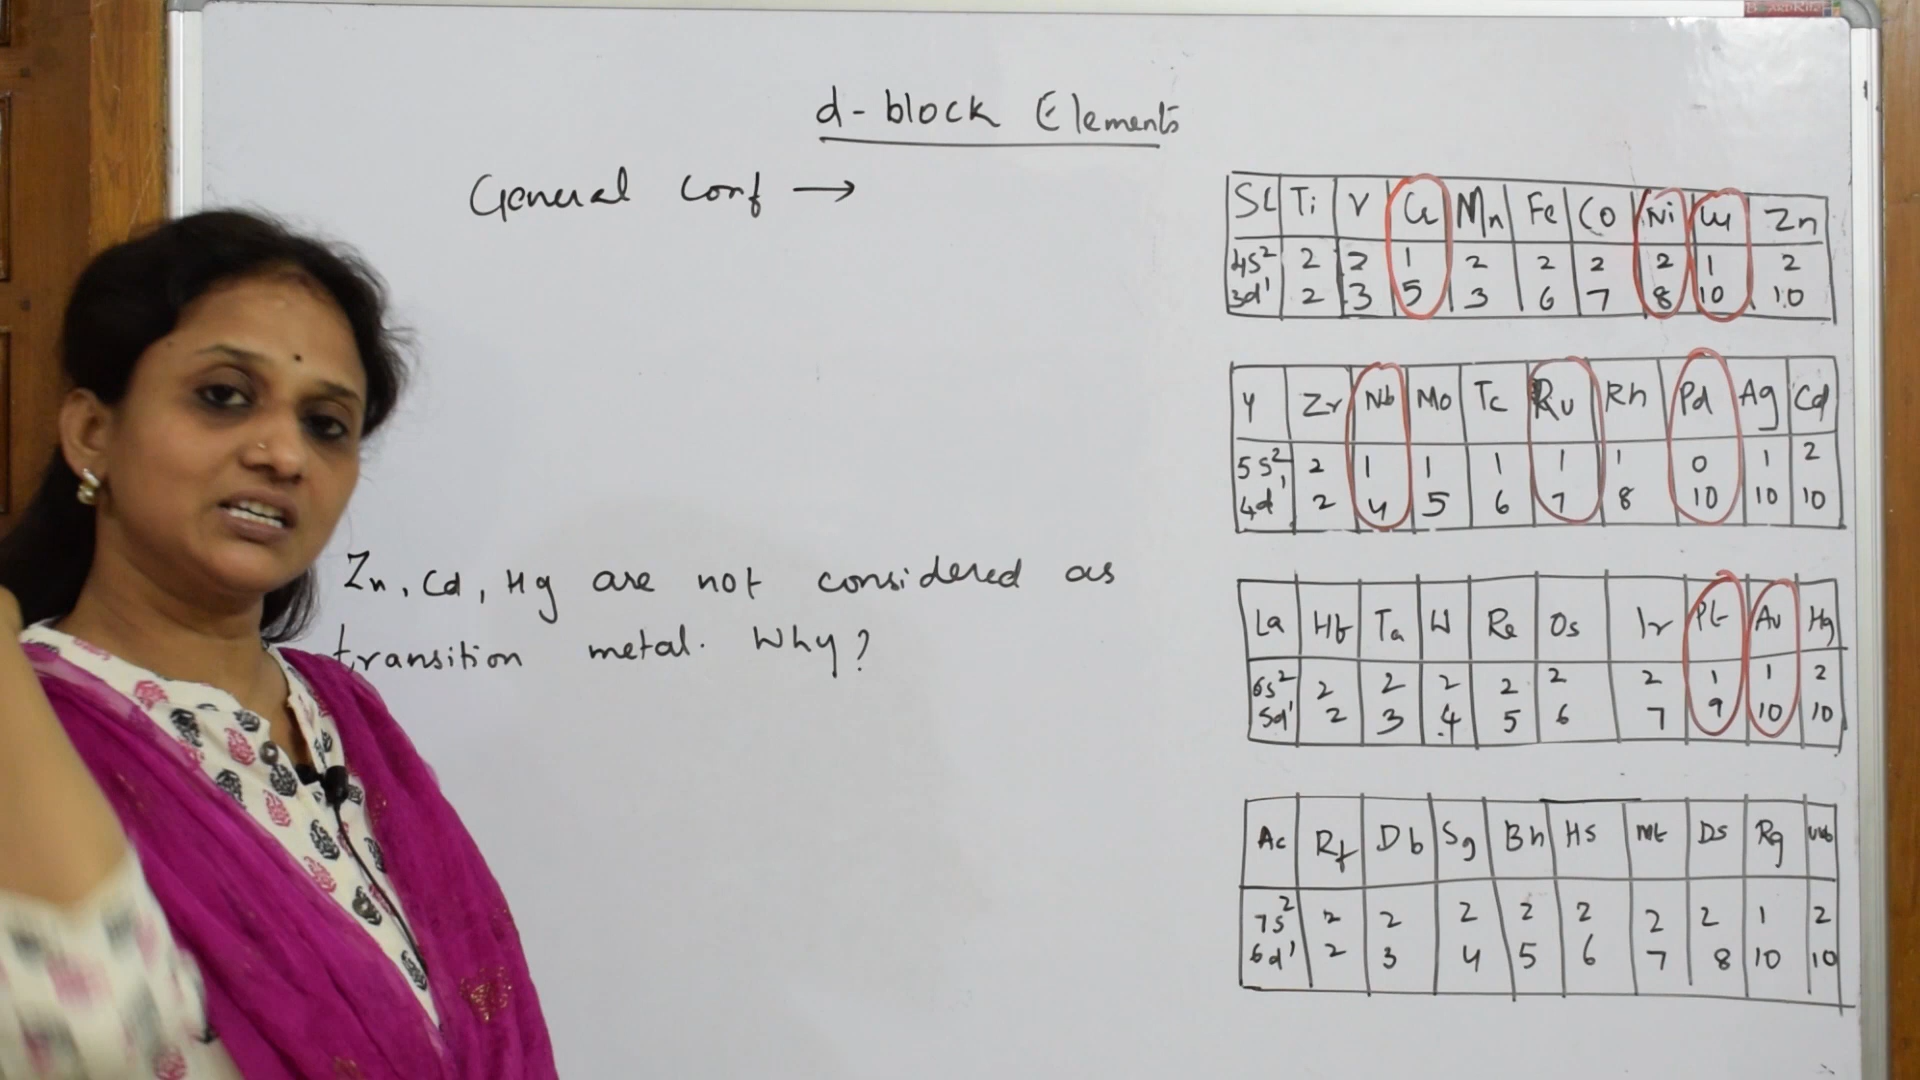 d-block Elements
General Conf →
Zn, Cd, Hg are not considered as
transition metal. Why?
Sc Ti V Cr Mn Fe Co Ni Cu Zn
4s² 2 2 1 2 2 2 2 1 2
3d¹ 2 3 5 3 6 7 8 10 10
Y Zr Nb Mo Tc Ru Rh Pd Ag Cd
5s² 2 1 1 1 1 1 0 1 2
4d¹ 2 4 5 6 7 8 10 10 10
La Hf Ta W Re Os Ir Pt Au Hg
6s² 2 2 2 2 2 2 1 1 2
5d¹ 2 3 4 5 6 7 9 10 10
Ac Rf Db Sg Bh Hs Mt Ds Rg Uub
7s² 2 2 2 2 2 2 2 1 2
6d¹ 2 3 4 5 6 7 8 10 10